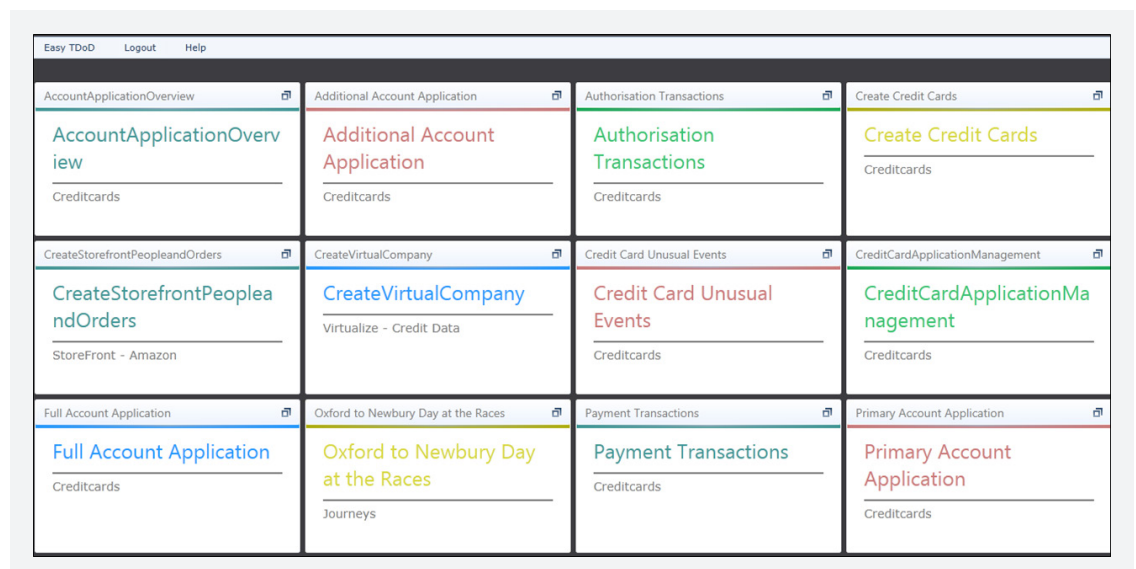 Easy TDoD Logout Help
AccountApplicationOverview
AccountApplicationOverv
iew
Creditcards
Additional Account Application
Additional Account
Application
Creditcards
Authorisation Transactions
Authorisation
Transactions
Creditcards
Create Credit Cards
Create Credit Cards
Creditcards
CreateStorefrontPeopleandOrders
CreateStorefrontPeoplea
ndOrders
StoreFront - Amazon
CreateVirtualCompany
CreateVirtualCompany
Virtualize - Credit Data
Credit Card Unusual Events
Credit Card Unusual
Events
Creditcards
CreditCardApplicationManagement
CreditCardApplicationMa
nagement
Creditcards
Full Account Application
Full Account Application
Creditcards
Oxford to Newbury Day at the Races
Oxford to Newbury Day
at the Races
Journeys
Payment Transactions
Payment Transactions
Creditcards
Primary Account Application
Primary Account
Application
Creditcards